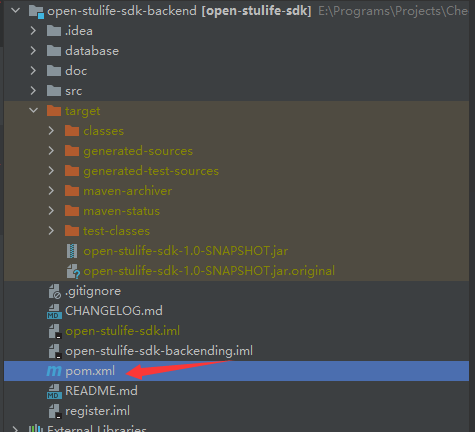 open-stulife-sdk-backend [open-stulife-sdk] E:\Programs\Projects\Che
.idea
database
doc
src
target
classes
generated-sources
generated-test-sources
maven-archiver
maven-status
test-classes
open-stulife-sdk-1.0-SNAPSHOT.jar
open-stulife-sdk-1.0-SNAPSHOT.jar.original
.gitignore
CHANGELOG.md
open-stulife-sdk.iml
open-stulife-sdk-backending.iml
pom.xml
README.md
register.iml
External Libraries